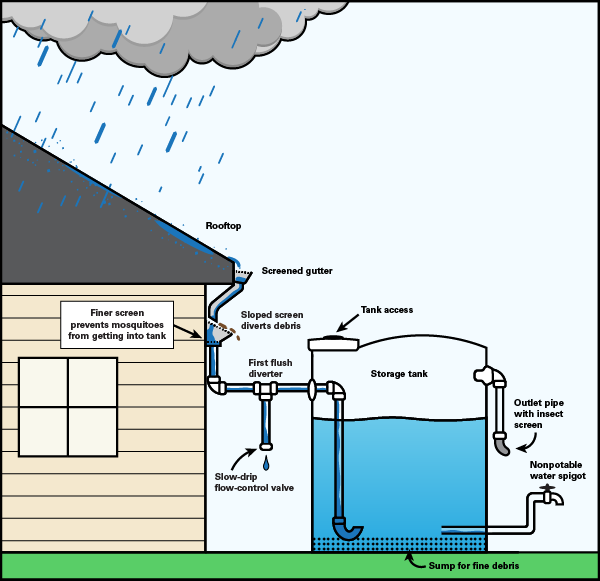 Rooftop
Screened gutter
Finer screen
prevents mosquitoes
from getting into tank
Sloped screen
diverts debris
Tank access
First flush
diverter
Storage tank
Outlet pipe
with insect
screen
Slow-drip
flow-control valve
Nonpotable
water spigot
Sump for fine debris